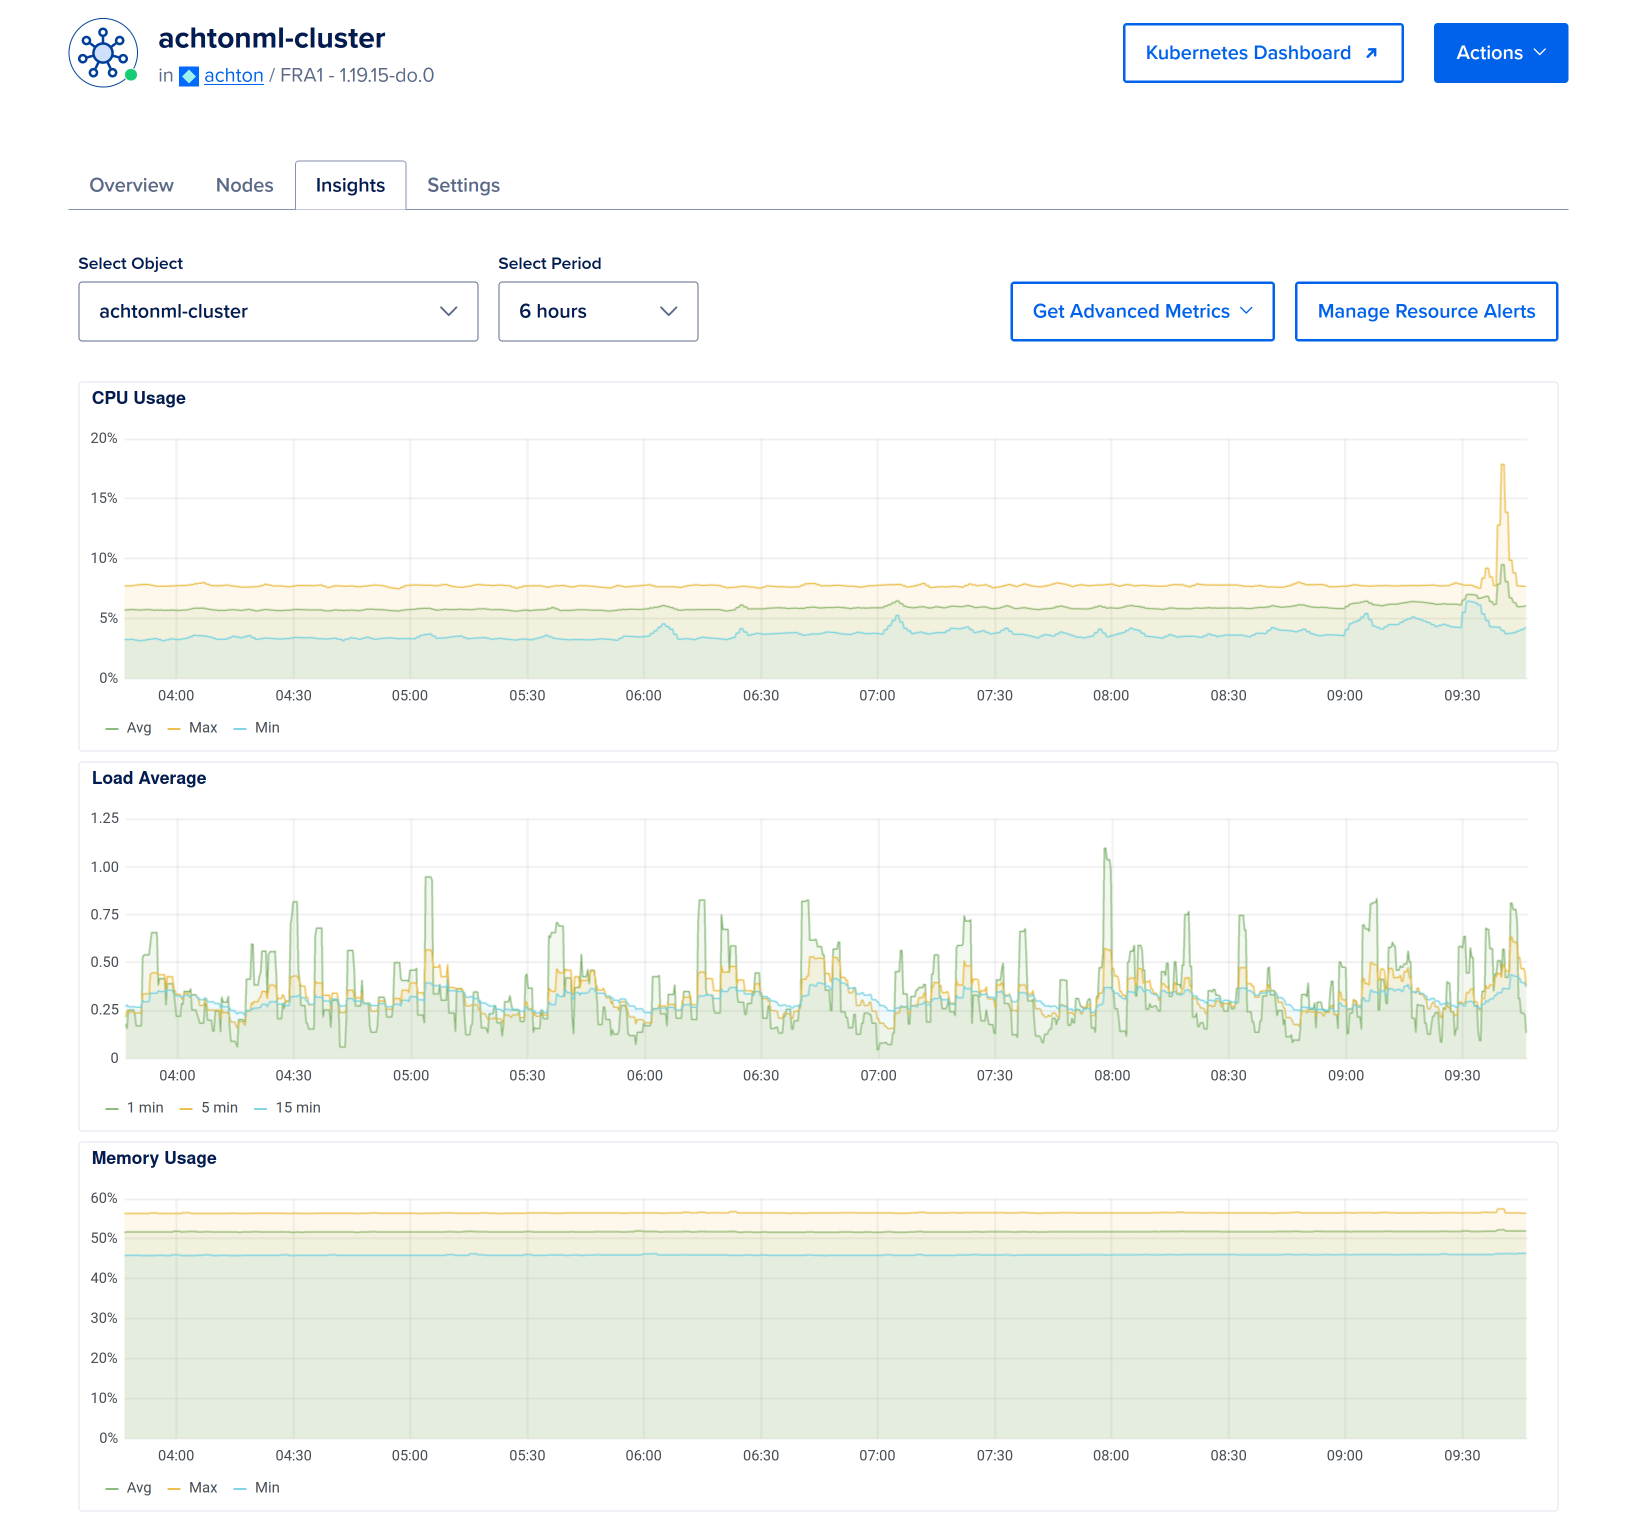 achtonml-cluster
in achton / FRA1 - 1.19.15-do.0
Kubernetes Dashboard
Actions
Overview
Nodes
Insights
Settings
Select Object
Select Period
achtonml-cluster
6 hours
Get Advanced Metrics
Manage Resource Alerts
CPU Usage
20%
15%
10%
5%
0%
04:00 04:30 05:00 05:30 06:00 06:30 07:00 07:30 08:00 08:30 09:00 09:30
Avg Max Min
Load Average
1.25
1.00
0.75
0.50
0.25
0
04:00 04:30 05:00 05:30 06:00 06:30 07:00 07:30 08:00 08:30 09:00 09:30
1 min 5 min 15 min
Memory Usage
60%
50%
40%
30%
20%
10%
0%
04:00 04:30 05:00 05:30 06:00 06:30 07:00 07:30 08:00 08:30 09:00 09:30
Avg Max Min